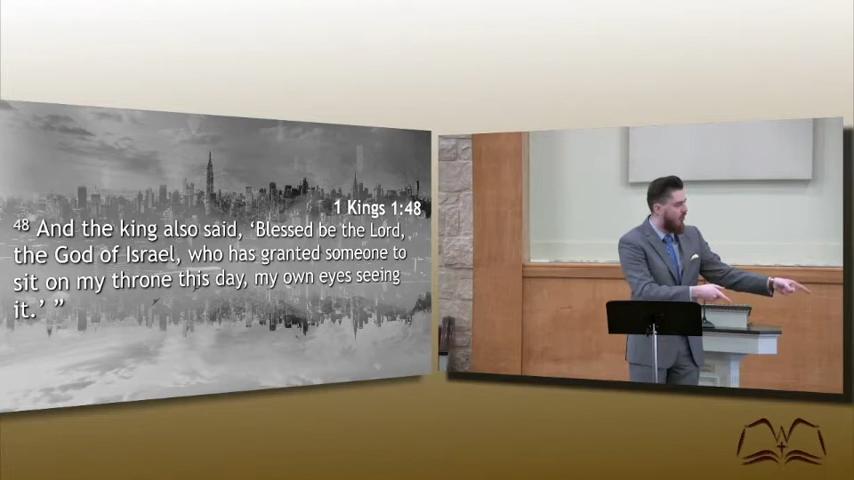 1 Kings 1:48
48 And the king also said, ‘Blessed be the Lord,
the God of Israel, who has granted someone to
sit on my throne this day, my own eyes seeing
it.’ ”